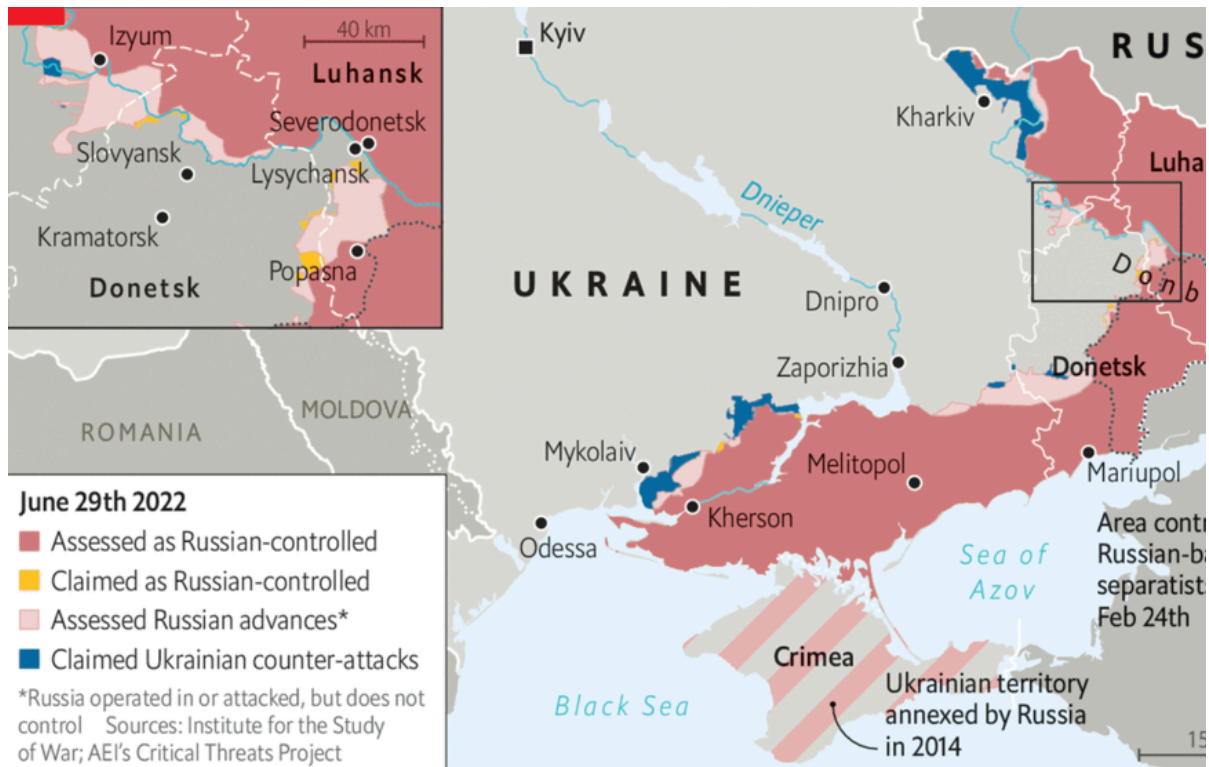 40 km
Izyum
Luhansk
Severodonetsk
Slovyansk
Lysychansk
Kramatorsk
Popasna
Donetsk
Kyiv
RUS
Kharkiv
Luha
Dnieper
Donb
UKRAINE
Dnipro
Zaporizhia
Donetsk
MOLDOVA
ROMANIA
Mykolaiv
Melitopol
Mariupol
Kherson
Odessa
Sea of
Azov
Area contr
Russian-ba
separatists
Feb 24th
Crimea
Black Sea
Ukrainian territory
annexed by Russia
in 2014
15
June 29th 2022
Assessed as Russian-controlled
Claimed as Russian-controlled
Assessed Russian advances*
Claimed Ukrainian counter-attacks
*Russia operated in or attacked, but does not
control Sources: Institute for the Study
of War; AEI's Critical Threats Project